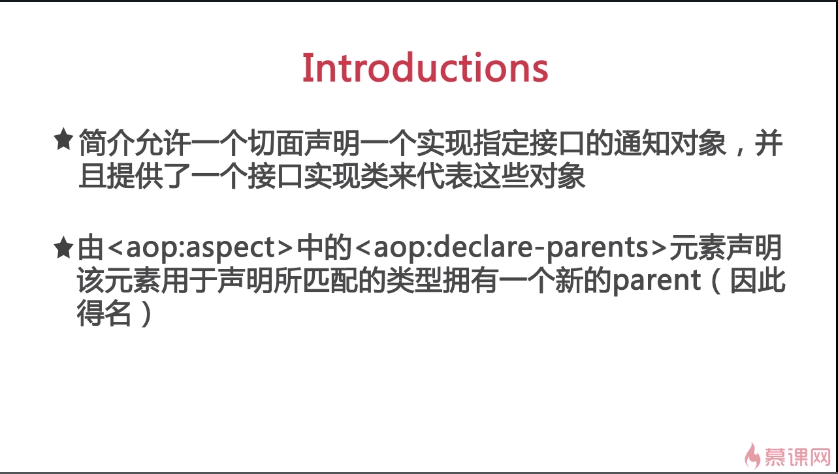 Introductions
★简介允许一个切面声明一个实现指定接口的通知对象，并
且提供了一个接口实现类来代表这些对象
★由<aop:aspect>中的<aop:declare-parents>元素声明
该元素用于声明所匹配的类型拥有一个新的parent（因此
得名）
慕课网